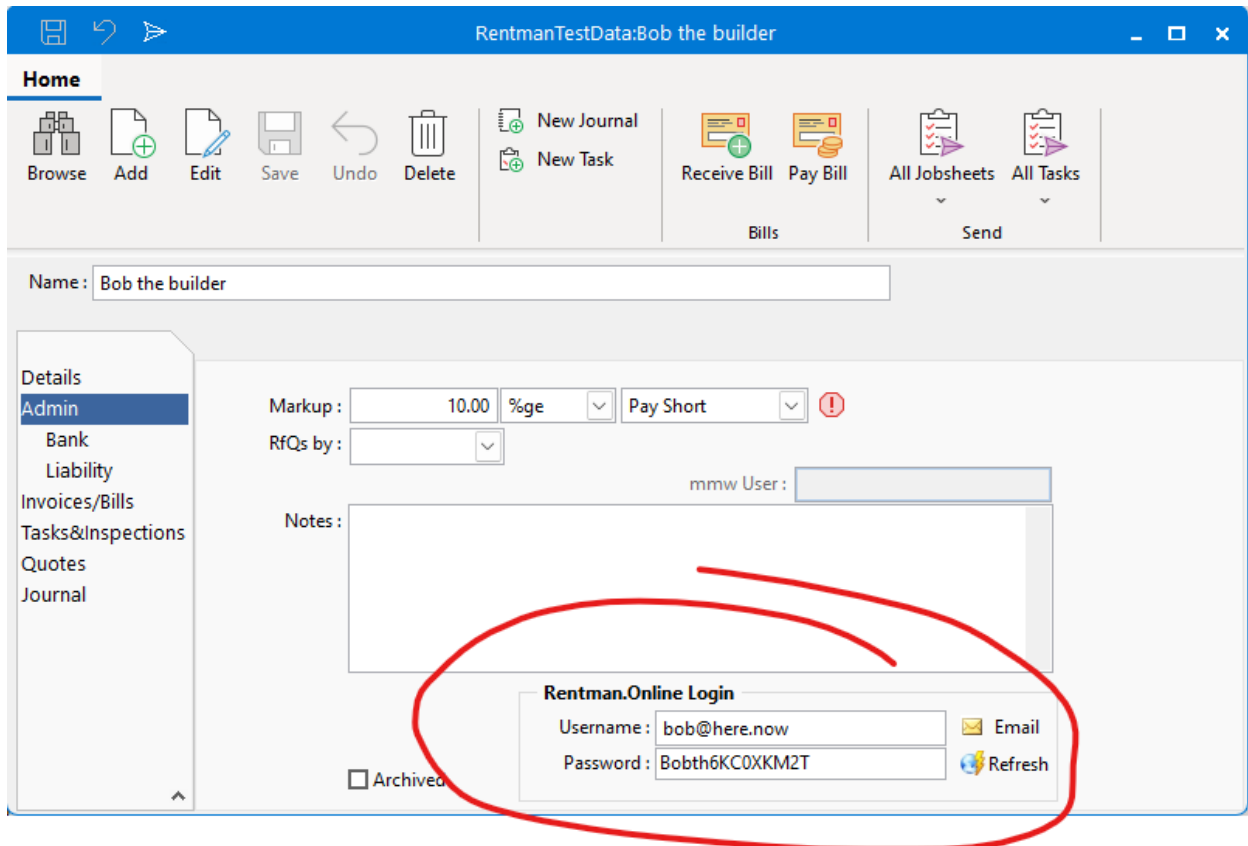 RentmanTestData:Bob the builder
Home
Browse Add Edit Save Undo Delete
New Journal
New Task
Receive Bill Pay Bill
Bills
All Jobsheets All Tasks
Send
Name : Bob the builder
Details
Admin
Bank
Liability
Invoices/Bills
Tasks&Inspections
Quotes
Journal
Markup : 10.00 %ge Pay Short
RfQs by :
mmw User :
Notes :
Rentman.Online Login
Username : bob@here.now Email
Password : Bobth6KC0XKM2T Refresh
Archived